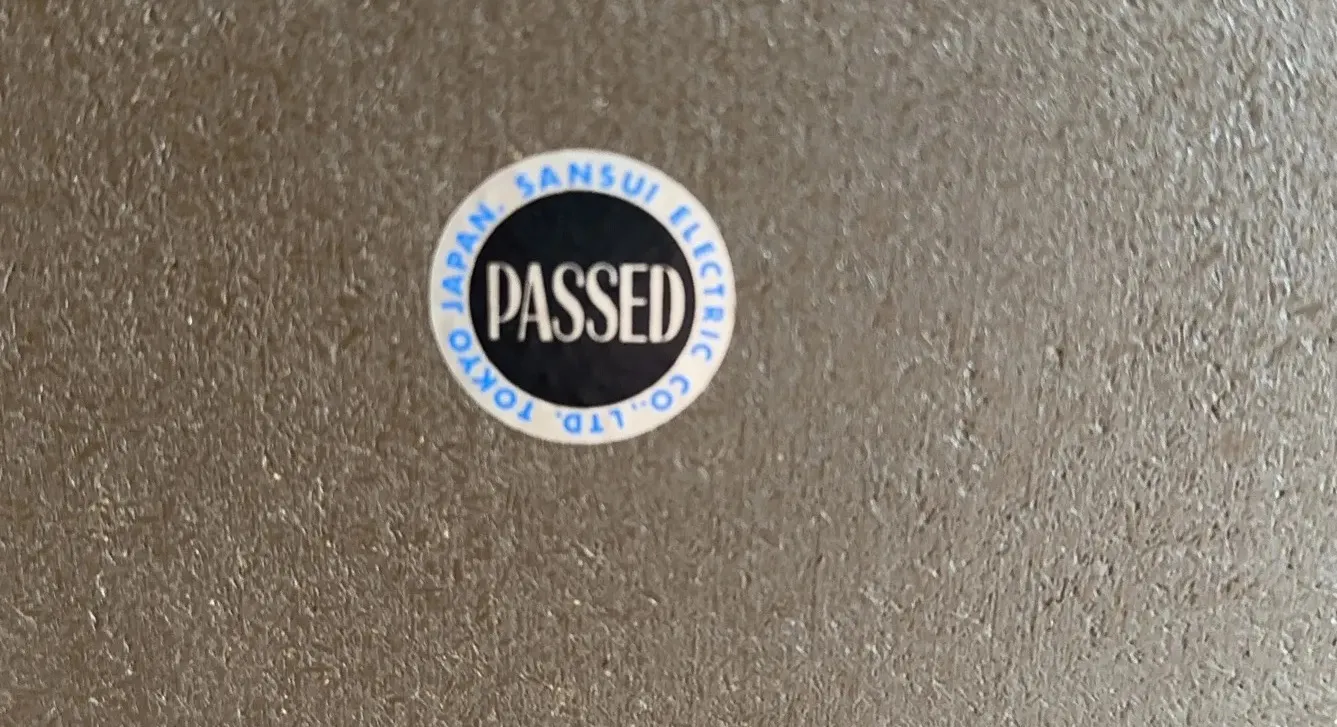 SANSUI ELECTRIC CO., LTD. TOKYO JAPAN.
PASSED